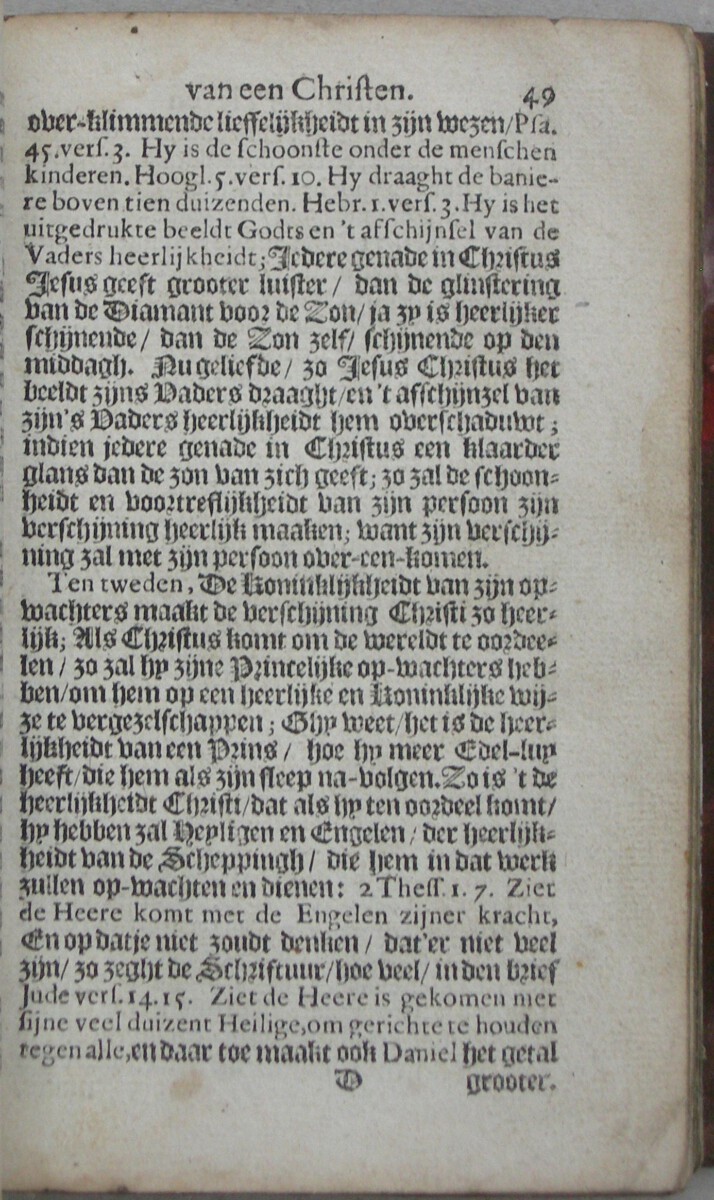 van een Chriſten. 49
over-klimmende lieffelijkheidt in zijn wezen/Pſa.
45.verſ.3. Hy is de ſchoonſte onder de menſchen
kinderen. Hoogl.5.verſ.10. Hy draaght de banie-
re boven tien duizenden. Hebr.1.verſ.3.Hy is het
uitgedrukte beeldt Godts en 't afſchijnſel van de
Vaders heerlijkheidt; Jedere genade in Chriſtus
Jeſus geeft grooter luiſter/ dan de glinſtering
van de Diamant voor de Zon/ ja zy is heerlijker
ſchijnende/ dan de Zon zelf/ ſchijnende op den
middagh. Nu geliefde/ zo Jeſus Chriſtus het
beeldt zijns Vaders draaght/en 't afſchijnzel van
zijn's Vaders heerlijkheidt hem overſchaduwt;
indien jedere genade in Chriſtus een klaarder
glans dan de zon van zich geeft; zo zal de ſchoon-
heidt en voortreflijkheidt van zijn perſoon zijn
verſchijning heerlijk maaken; want zijn verſchij-
ning zal met zijn perſoon over-een-komen.
Ten tweden, De Koninklijkheidt van zijn op-
wachters maakt de verſchijning Chriſti zo heer-
lijk; Als Chriſtus komt om de wereldt te oordee-
len/ zo zal hy zijne Princelijke op-wachters heb-
ben/om hem op een heerlijke en Koninklijke wij-
ze te vergezelſchappen; Ghy weet/het is de heer-
lijkheidt van een Prins/ hoe hy meer Edel-luy
heeft/die hem als zijn ſleep na-volgen. Zo is 't de
heerlijkheidt Chriſti/dat als hy ten oordeel komt/
hy hebben zal Heyligen en Engelen/ der heerlijk-
heidt van de Scheppingh/ die hem in dat werk
zullen op-wachten en dienen: 2 Theſſ.1.7. Ziet
de Heere komt met de Engelen zijner kracht,
En op datje niet zoudt denken/ dat'er niet veel
zijn/ zo zeght de Schriftuur/hoe veel/ in den brief
Jude verſ.14.15. Ziet de Heere is gekomen met
ſijne veel duizent Heilige,om gerichte te houden
tegen alle,en daar toe maakt ook Daniel het getal
D grooter.